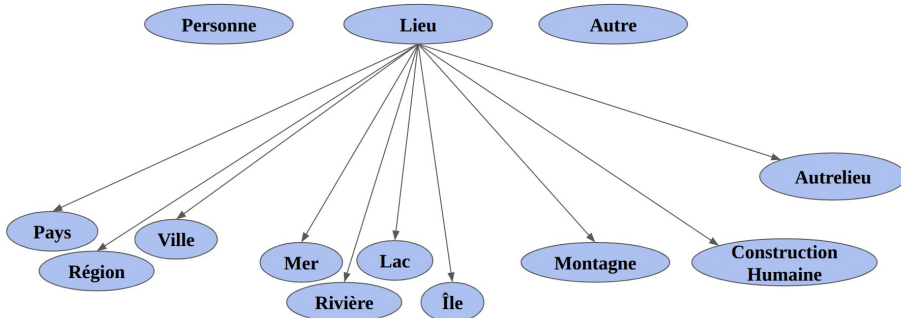 Personne
Lieu
Autre
Autrelieu
Pays
Ville
Région
Mer
Lac
Montagne
Construction
Humaine
Rivière
Île